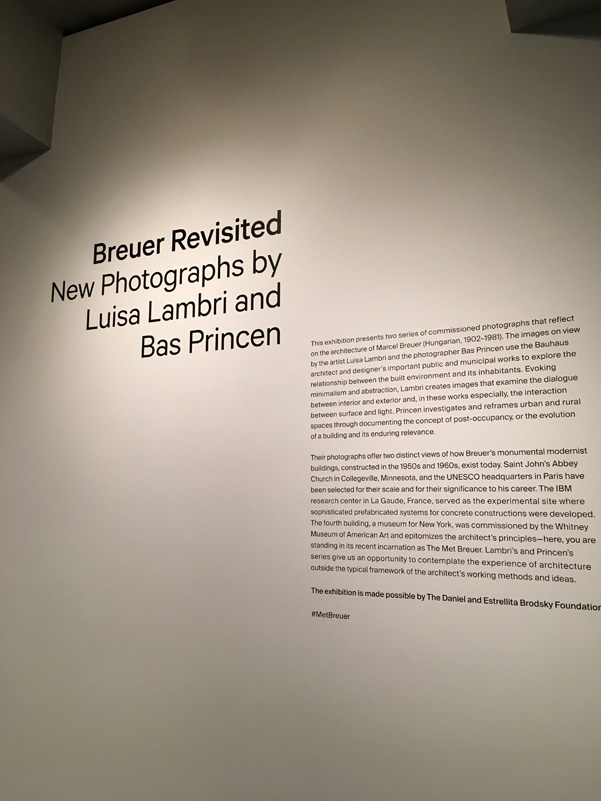 Breuer Revisited
New Photographs by
Luisa Lambri and
Bas Princen
This exhibition presents two series of commissioned photographs that reflect
on the architecture of Marcel Breuer (Hungarian, 1902–1981). The images on view
by the artist Luisa Lambri and the photographer Bas Princen use the Bauhaus
architect and designer's important public and municipal works to explore the
relationship between the built environment and its inhabitants. Evoking
minimalism and abstraction, Lambri creates images that examine the dialogue
between interior and exterior and, in these works especially, the interaction
between surface and light. Princen investigates and reframes urban and rural
spaces through documenting the concept of post-occupancy, or the evolution
of a building and its enduring relevance.
Their photographs offer two distinct views of how Breuer's monumental modernist
buildings, constructed in the 1950s and 1960s, exist today. Saint John's Abbey
Church in Collegeville, Minnesota, and the UNESCO headquarters in Paris have
been selected for their scale and for their significance to his career. The IBM
research center in La Gaude, France, served as the experimental site where
sophisticated prefabricated systems for concrete constructions were developed.
The fourth building, a museum for New York, was commissioned by the Whitney
Museum of American Art and epitomizes the architect's principles—here, you are
standing in its recent incarnation as The Met Breuer. Lambri's and Princen's
series give us an opportunity to contemplate the experience of architecture
outside the typical framework of the architect's working methods and ideas.
The exhibition is made possible by The Daniel and Estrellita Brodsky Foundation
#MetBreuer